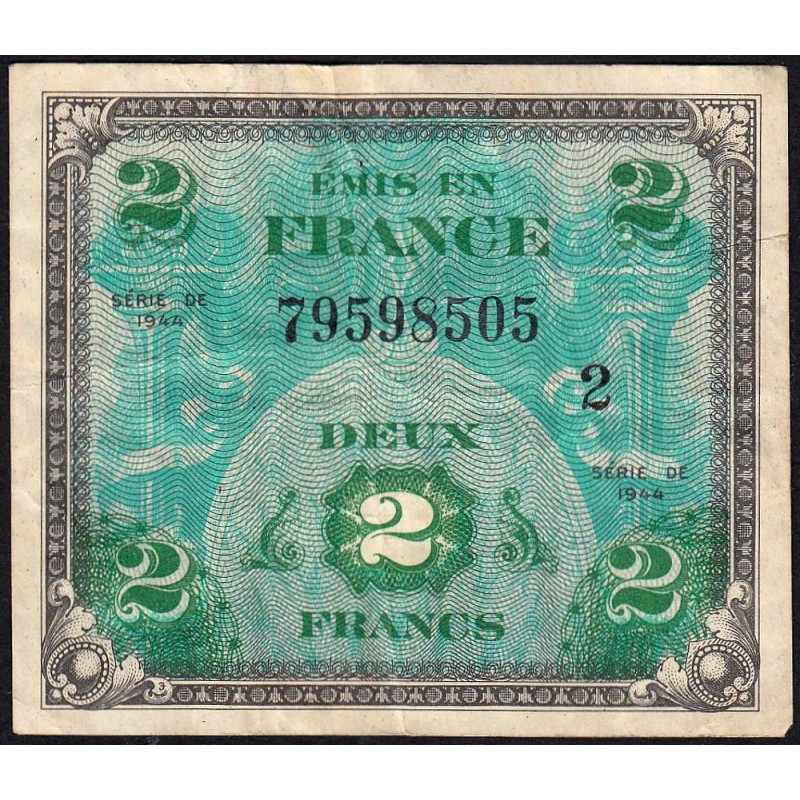 2 2
ÉMIS EN
FRANCE
SÉRIE DE
1944
79598505
2
DEUX
SÉRIE DE
1944
2
2 2
FRANCS